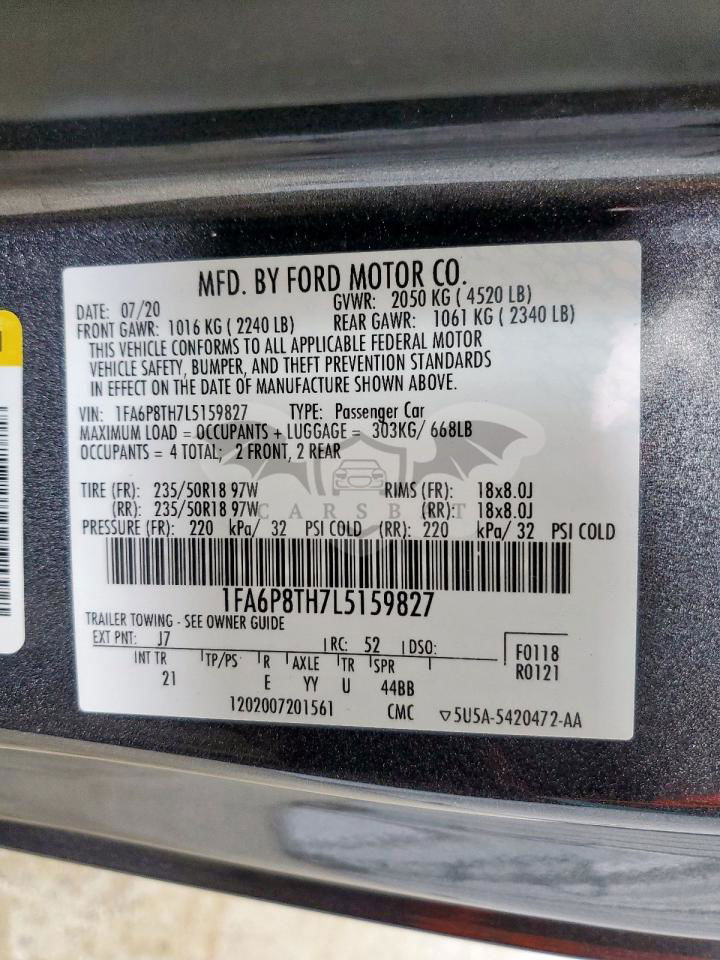 MFD. BY FORD MOTOR CO.
DATE: 07/20 GVWR: 2050 KG ( 4520 LB)
FRONT GAWR: 1016 KG ( 2240 LB) REAR GAWR: 1061 KG ( 2340 LB)
THIS VEHICLE CONFORMS TO ALL APPLICABLE FEDERAL MOTOR
VEHICLE SAFETY, BUMPER, AND THEFT PREVENTION STANDARDS
IN EFFECT ON THE DATE OF MANUFACTURE SHOWN ABOVE.
VIN: 1FA6P8TH7L5159827 TYPE: Passenger Car
MAXIMUM LOAD = OCCUPANTS + LUGGAGE = 303KG/ 668LB
OCCUPANTS = 4 TOTAL; 2 FRONT, 2 REAR
TIRE (FR): 235/50R18 97W RIMS (FR): 18x8.0J
(RR): 235/50R18 97W (RR): 18x8.0J
CARSBAT
PRESSURE (FR): 220 kPa/ 32 PSI COLD (RR): 220 kPa/ 32 PSI COLD
1FA6P8TH7L5159827
TRAILER TOWING - SEE OWNER GUIDE
EXT PNT: J7 RC: 52 DSO: F0118
INT TR TP/PS R AXLE TR SPR R0121
21 E YY U 44BB
1202007201561 CMC ▽5U5A-5420472-AA